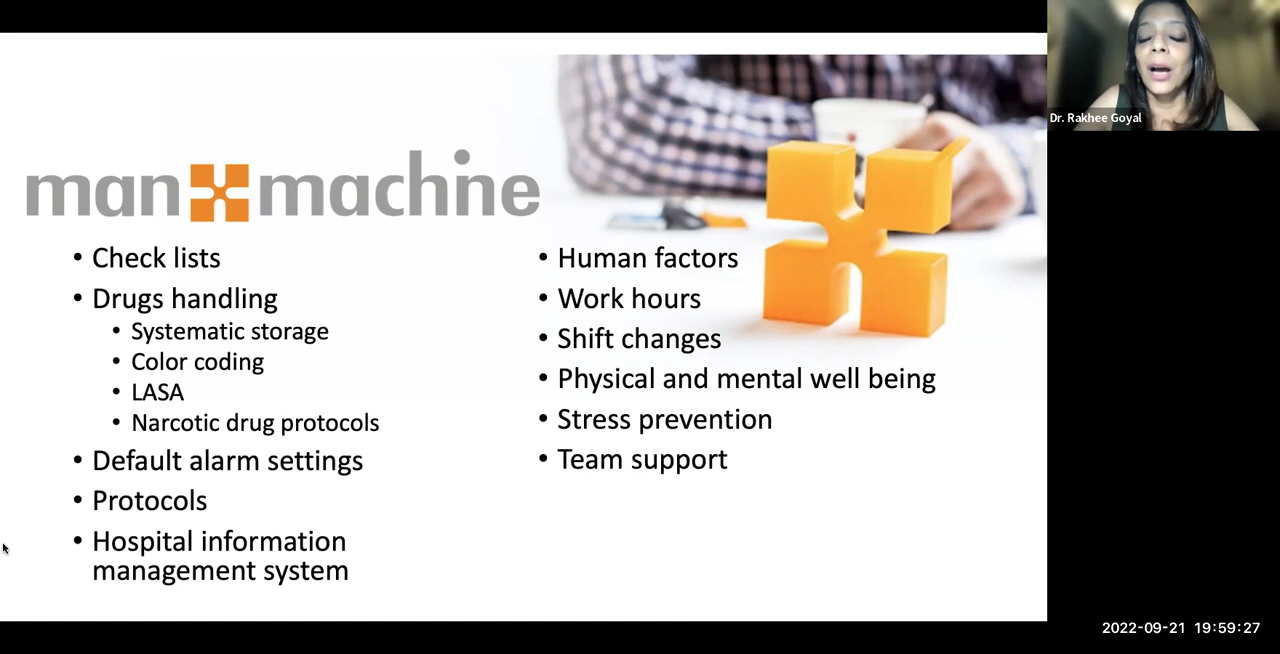 man machine
• Check lists
• Drugs handling
• Systematic storage
• Color coding
• LASA
• Narcotic drug protocols
• Default alarm settings
• Protocols
• Hospital information
management system
• Human factors
• Work hours
• Shift changes
• Physical and mental well being
• Stress prevention
• Team support
Dr. Rakhee Goyal
2022-09-21 19:59:27